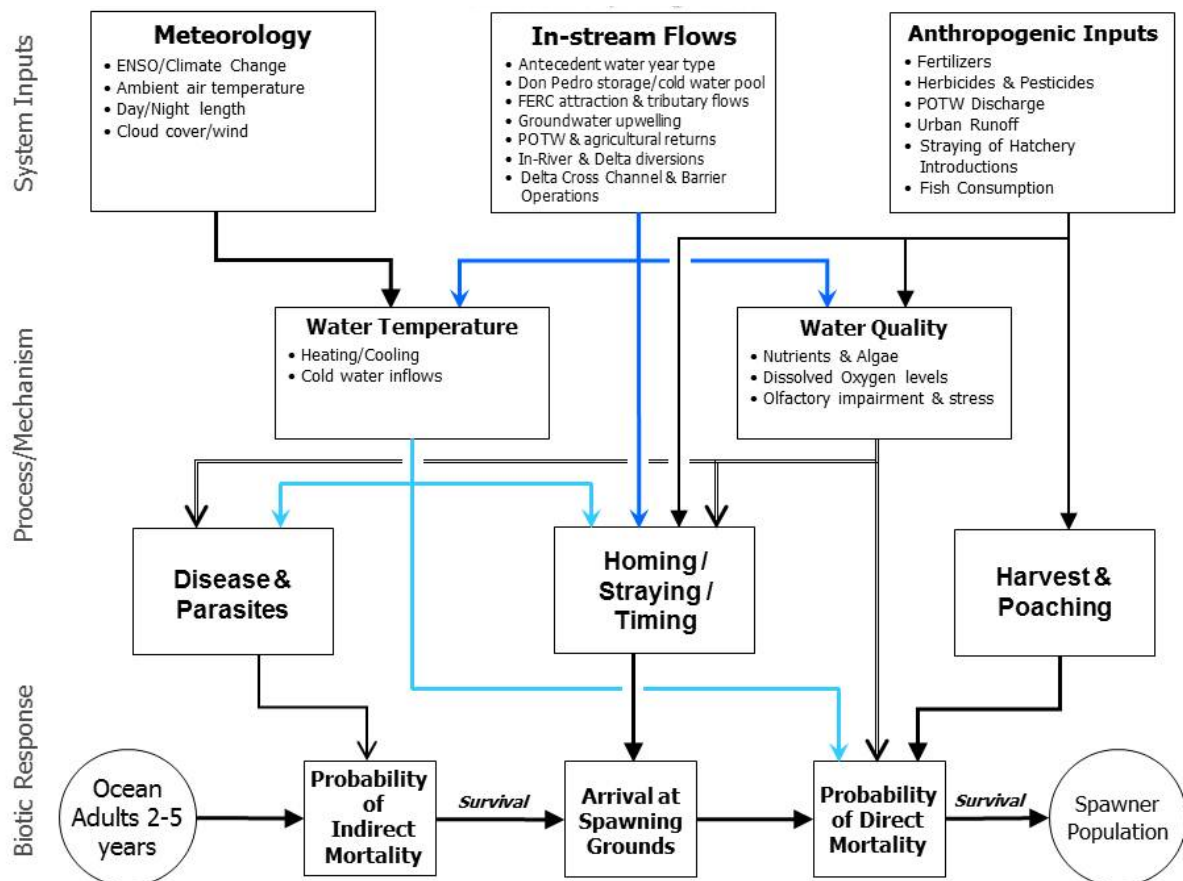 System Inputs
Meteorology
• ENSO/Climate Change
• Ambient air temperature
• Day/Night length
• Cloud cover/wind
In-stream Flows
• Antecedent water year type
• Don Pedro storage/cold water pool
• FERC attraction & tributary flows
• Groundwater upwelling
• POTW & agricultural returns
• In-River & Delta diversions
• Delta Cross Channel & Barrier
Operations
Anthropogenic Inputs
• Fertilizers
• Herbicides & Pesticides
• POTW Discharge
• Urban Runoff
• Straying of Hatchery
Introductions
• Fish Consumption
Process/Mechanism
Water Temperature
• Heating/Cooling
• Cold water inflows
Water Quality
• Nutrients & Algae
• Dissolved Oxygen levels
• Olfactory impairment & stress
Disease &
Parasites
Homing /
Straying /
Timing
Harvest &
Poaching
Biotic Response
Ocean
Adults 2-5
years
Probability
of
Indirect
Mortality
Survival
Arrival at
Spawning
Grounds
Probability
of Direct
Mortality
Survival
Spawner
Population